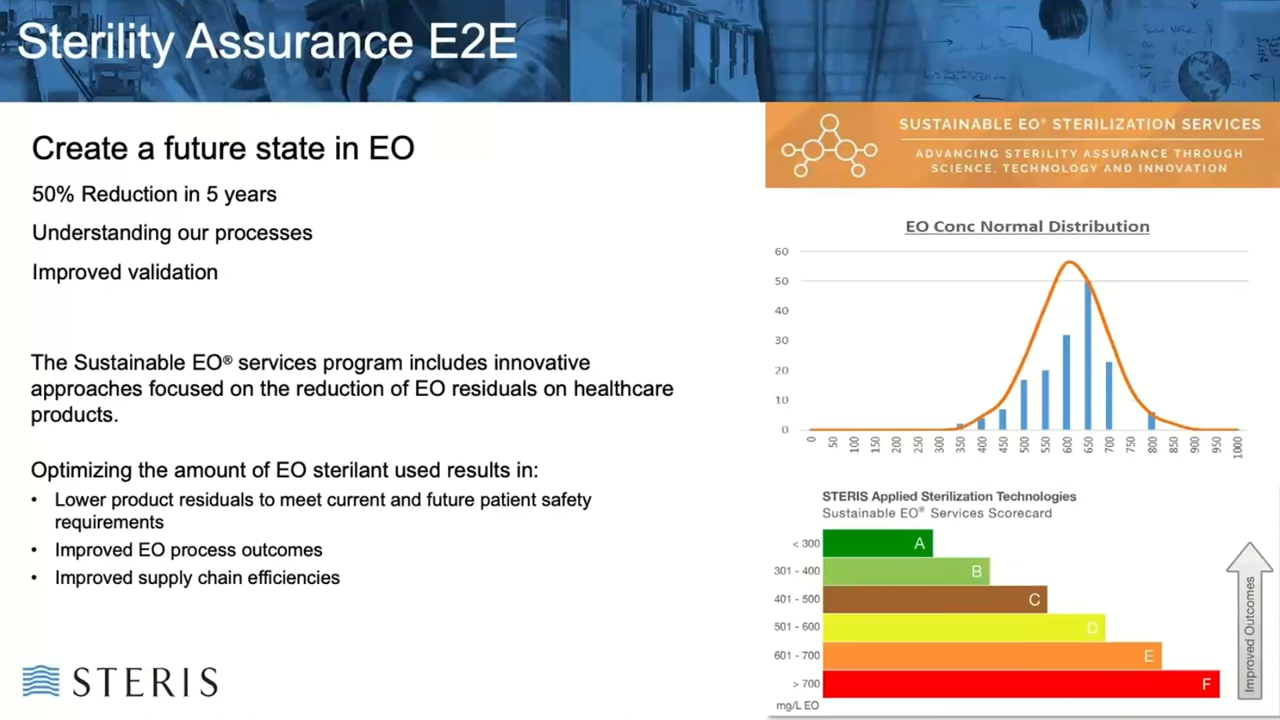 Sterility Assurance E2E
Create a future state in EO
50% Reduction in 5 years
Understanding our processes
Improved validation
The Sustainable EO® services program includes innovative
approaches focused on the reduction of EO residuals on healthcare
products.
Optimizing the amount of EO sterilant used results in:
• Lower product residuals to meet current and future patient safety
requirements
• Improved EO process outcomes
• Improved supply chain efficiencies
STERIS
SUSTAINABLE EO® STERILIZATION SERVICES
ADVANCING STERILITY ASSURANCE THROUGH
SCIENCE, TECHNOLOGY AND INNOVATION
EO Conc Normal Distribution
60
50
40
30
20
10
0
0 50 100 150 200 250 300 350 400 450 500 550 600 650 700 750 800 850 900 950 1000
STERIS Applied Sterilization Technologies
Sustainable EO® Services Scorecard
< 300 A
301 - 400 B
401 - 500 C
501 - 600 D
601 - 700 E
> 700 F
mg/L EO
Improved Outcomes